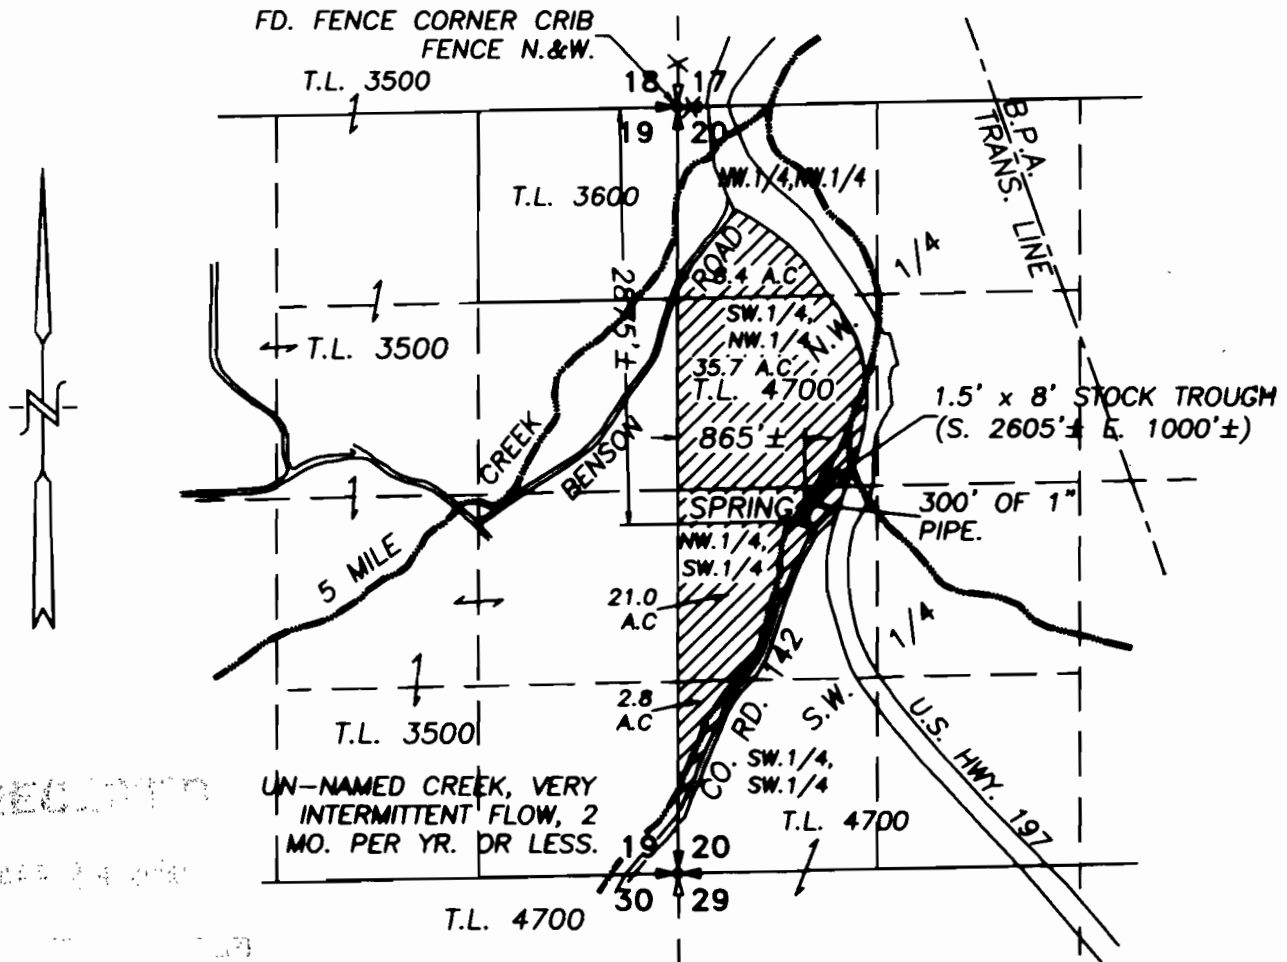 FD. FENCE CORNER CRIB
FENCE N.&W.
T.L. 3500
18 17
19 20
B.P.A.
TRANS. LINE
NW.1/4,NW.1/4
T.L. 3600
1/4
ROAD
8.4 A.C
2875'±
SW.1/4,
NW.1/4
N.W.
T.L. 3500
35.7 A.C
T.L. 4700
1.5' x 8' STOCK TROUGH
(S. 2605'± E. 1000'±)
865'±
N
CREEK
BENSON
SPRING
300' OF 1"
PIPE.
NW.1/4,
SW.1/4
5 MILE
21.0
A.C
1/4
CO. RD. 142
2.8
A.C
S.W.
U.S. HWY. 197
T.L. 3500
SW.1/4,
SW.1/4
UN-NAMED CREEK, VERY
INTERMITTENT FLOW, 2
MO. PER YR. OR LESS.
T.L. 4700
19 20
30 29
T.L. 4700